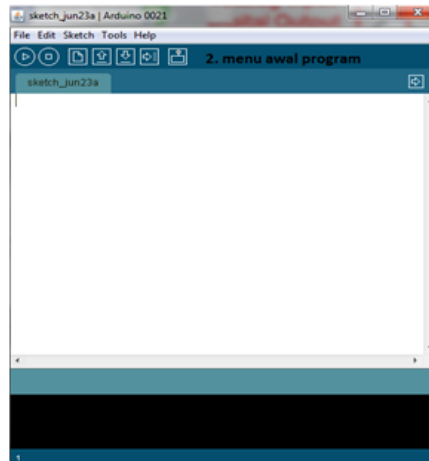 sketch_jun23a | Arduino 0021
File Edit Sketch Tools Help
2. menu awal program
sketch_jun23a
1